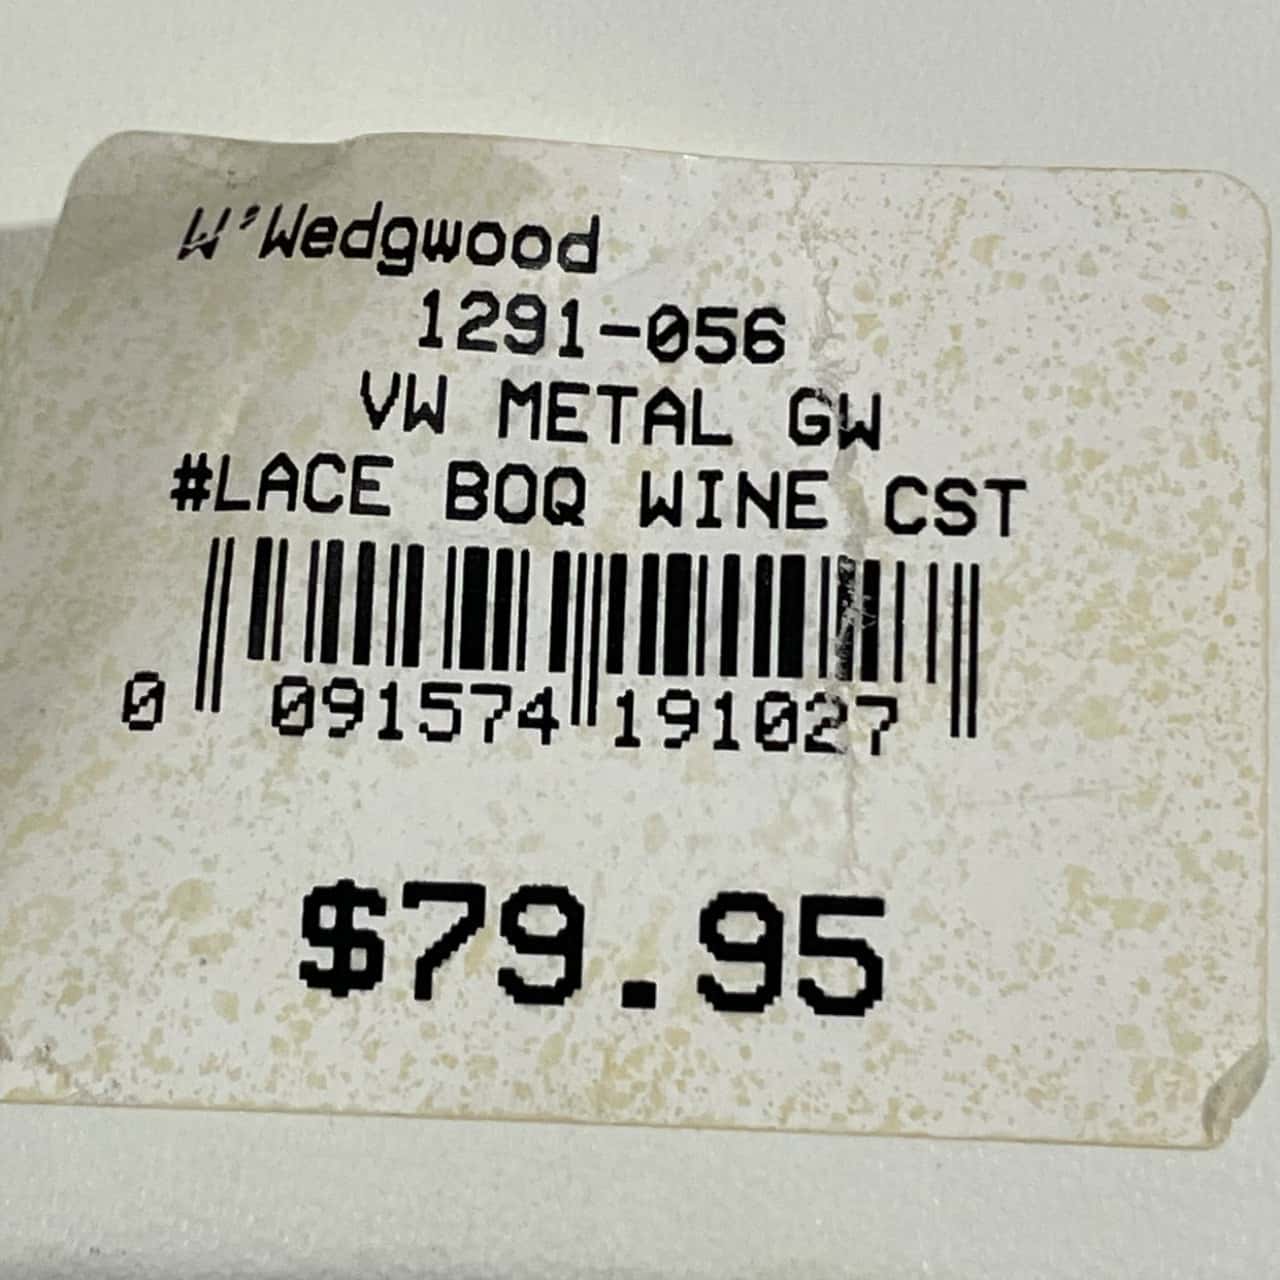 W'Wedgwood
1291-056
VW METAL GW
#LACE BOQ WINE CST
0 091574 191027
$79.95